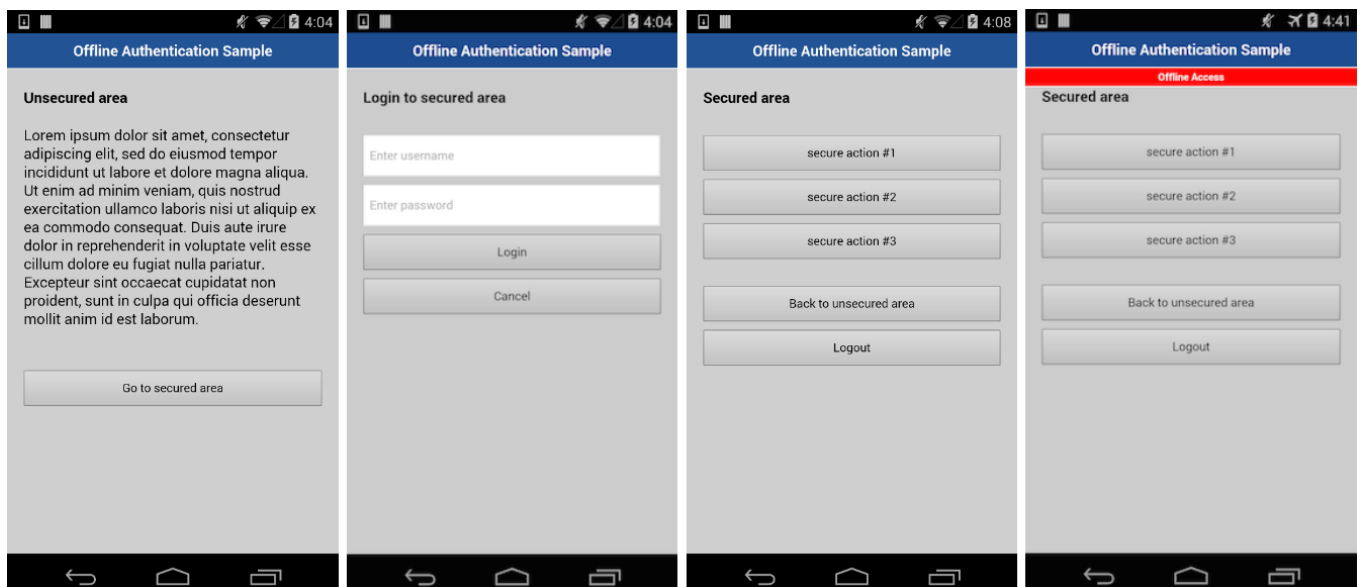 4:04
Offline Authentication Sample
Unsecured area
Lorem ipsum dolor sit amet, consectetur
adipiscing elit, sed do eiusmod tempor
incididunt ut labore et dolore magna aliqua.
Ut enim ad minim veniam, quis nostrud
exercitation ullamco laboris nisi ut aliquip ex
ea commodo consequat. Duis aute irure
dolor in reprehenderit in voluptate velit esse
cillum dolore eu fugiat nulla pariatur.
Excepteur sint occaecat cupidatat non
proident, sunt in culpa qui officia deserunt
mollit anim id est laborum.
Go to secured area
4:04
Offline Authentication Sample
Login to secured area
Enter username
Enter password
Login
Cancel
4:08
Offline Authentication Sample
Secured area
secure action #1
secure action #2
secure action #3
Back to unsecured area
Logout
4:41
Offline Authentication Sample
Offline Access
Secured area
secure action #1
secure action #2
secure action #3
Back to unsecured area
Logout